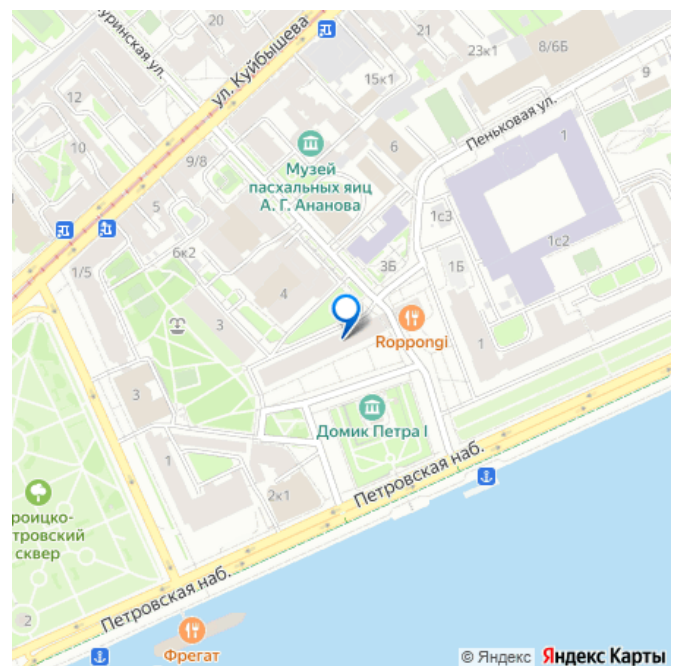 уринская ул.
ул. Куйбышева
20
21
23к1
8/6Б
9
12
15к1
Пеньковая ул.
10
9/8
6
1
Музей
пасхальных яиц
А. Г. Ананова
5
1с3
6к2
3Б
1Б
1с2
1/5
4
3
Roppongi
1
3
Домик Петра I
1
2к1
Петровская наб.
роицко-
тровский
сквер
Петровская наб.
2
Фрегат
© Яндекс Яндекс Карты